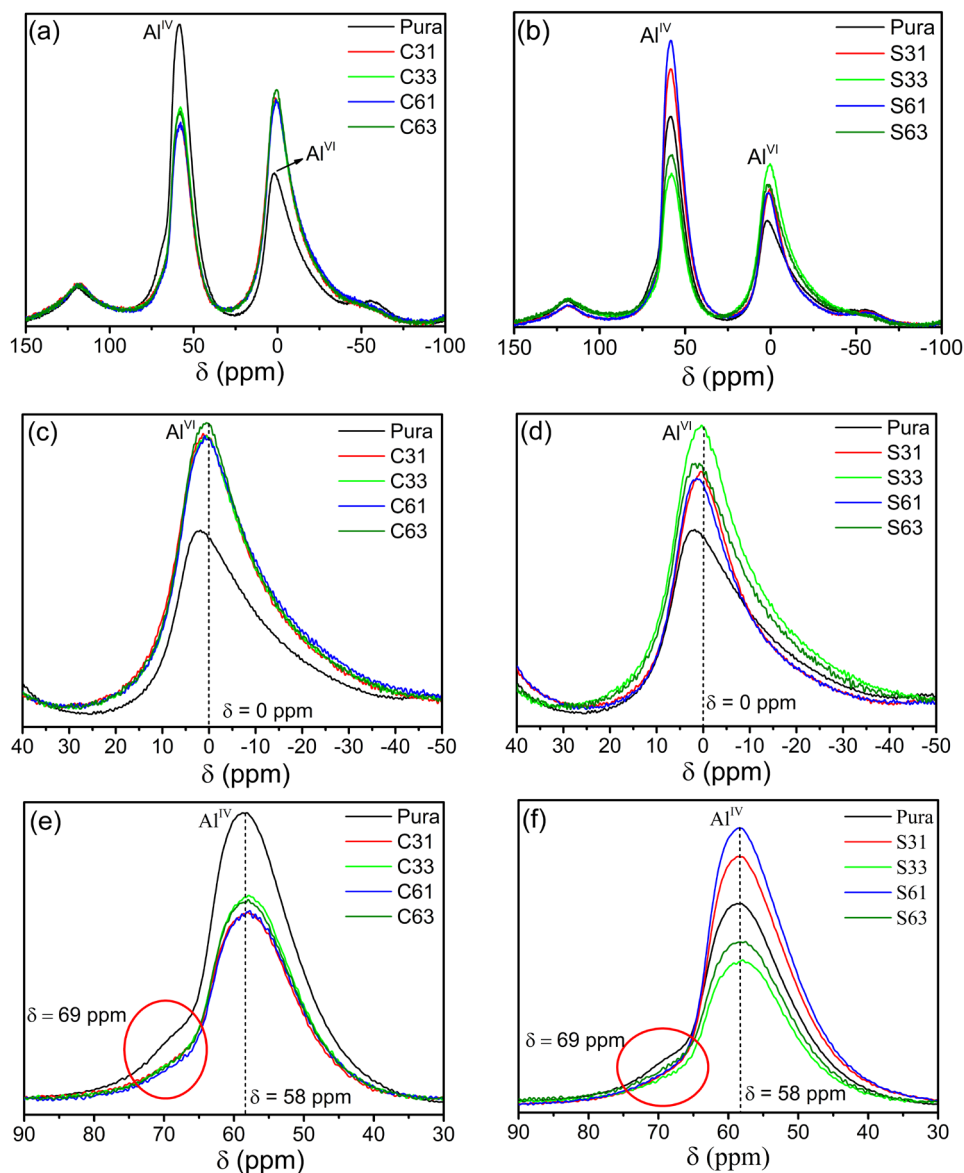 (a)
Al^IV
Al^VI
Pura
C31
C33
C61
C63
150 100 50 0 -50 -100
δ (ppm)
(b)
Al^IV
Al^VI
Pura
S31
S33
S61
S63
150 100 50 0 -50 -100
δ (ppm)
(c)
Al^VI
Pura
C31
C33
C61
C63
δ = 0 ppm
40 30 20 10 0 -10 -20 -30 -40 -50
δ (ppm)
(d)
Al^VI
Pura
S31
S33
S61
S63
δ = 0 ppm
40 30 20 10 0 -10 -20 -30 -40 -50
δ (ppm)
(e)
Al^IV
Pura
C31
C33
C61
C63
δ = 69 ppm
δ = 58 ppm
90 80 70 60 50 40 30
δ (ppm)
(f)
Al^IV
Pura
S31
S33
S61
S63
δ = 69 ppm
δ = 58 ppm
90 80 70 60 50 40 30
δ (ppm)